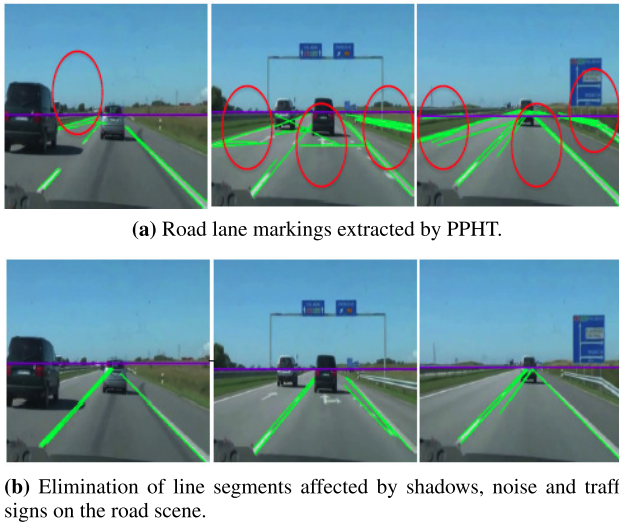 (a) Road lane markings extracted by PPHT.
(b) Elimination of line segments affected by shadows, noise and traff
signs on the road scene.